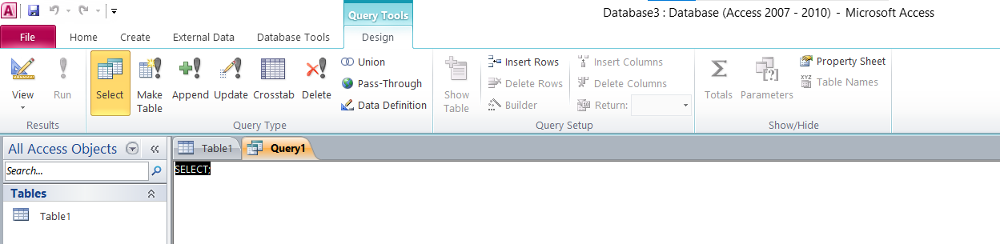 Query Tools
Database3 : Database (Access 2007 - 2010) - Microsoft Access
File Home Create External Data Database Tools Design
View
Run
Select
Make Table
Append
Update
Crosstab
Delete
Union
Pass-Through
Data Definition
Show Table
Insert Rows
Delete Rows
Builder
Insert Columns
Delete Columns
Return:
Totals
Parameters
Property Sheet
Table Names
Results Query Type Query Setup Show/Hide
All Access Objects
Table1 Query1
Search...
SELECT;
Tables
Table1